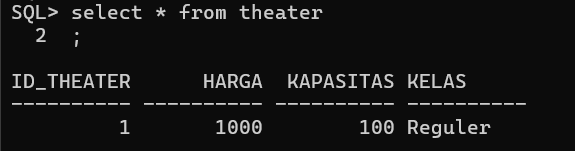 SQL> select * from theater
  2  ;
ID_THEATER      HARGA  KAPASITAS KELAS
---------- ---------- ---------- ----------
         1       1000        100 Reguler